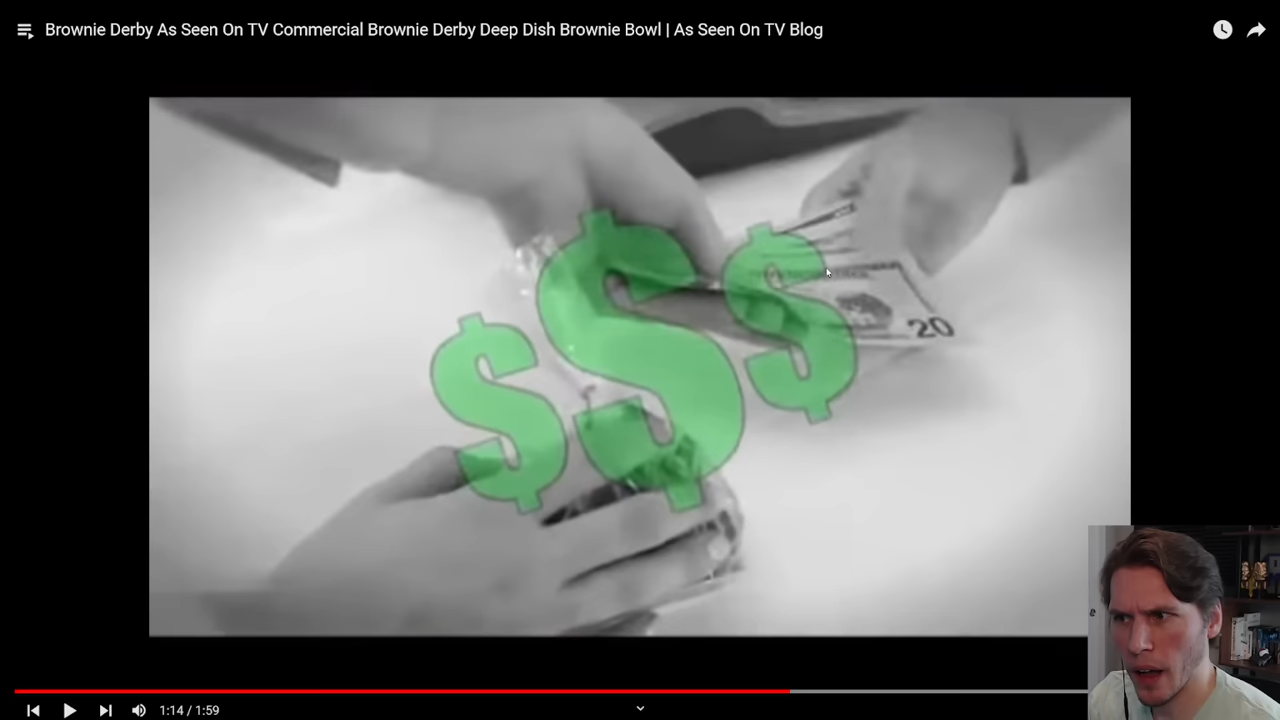 Brownie Derby As Seen On TV Commercial Brownie Derby Deep Dish Brownie Bowl | As Seen On TV Blog
$ $ $
20
1:14 / 1:59